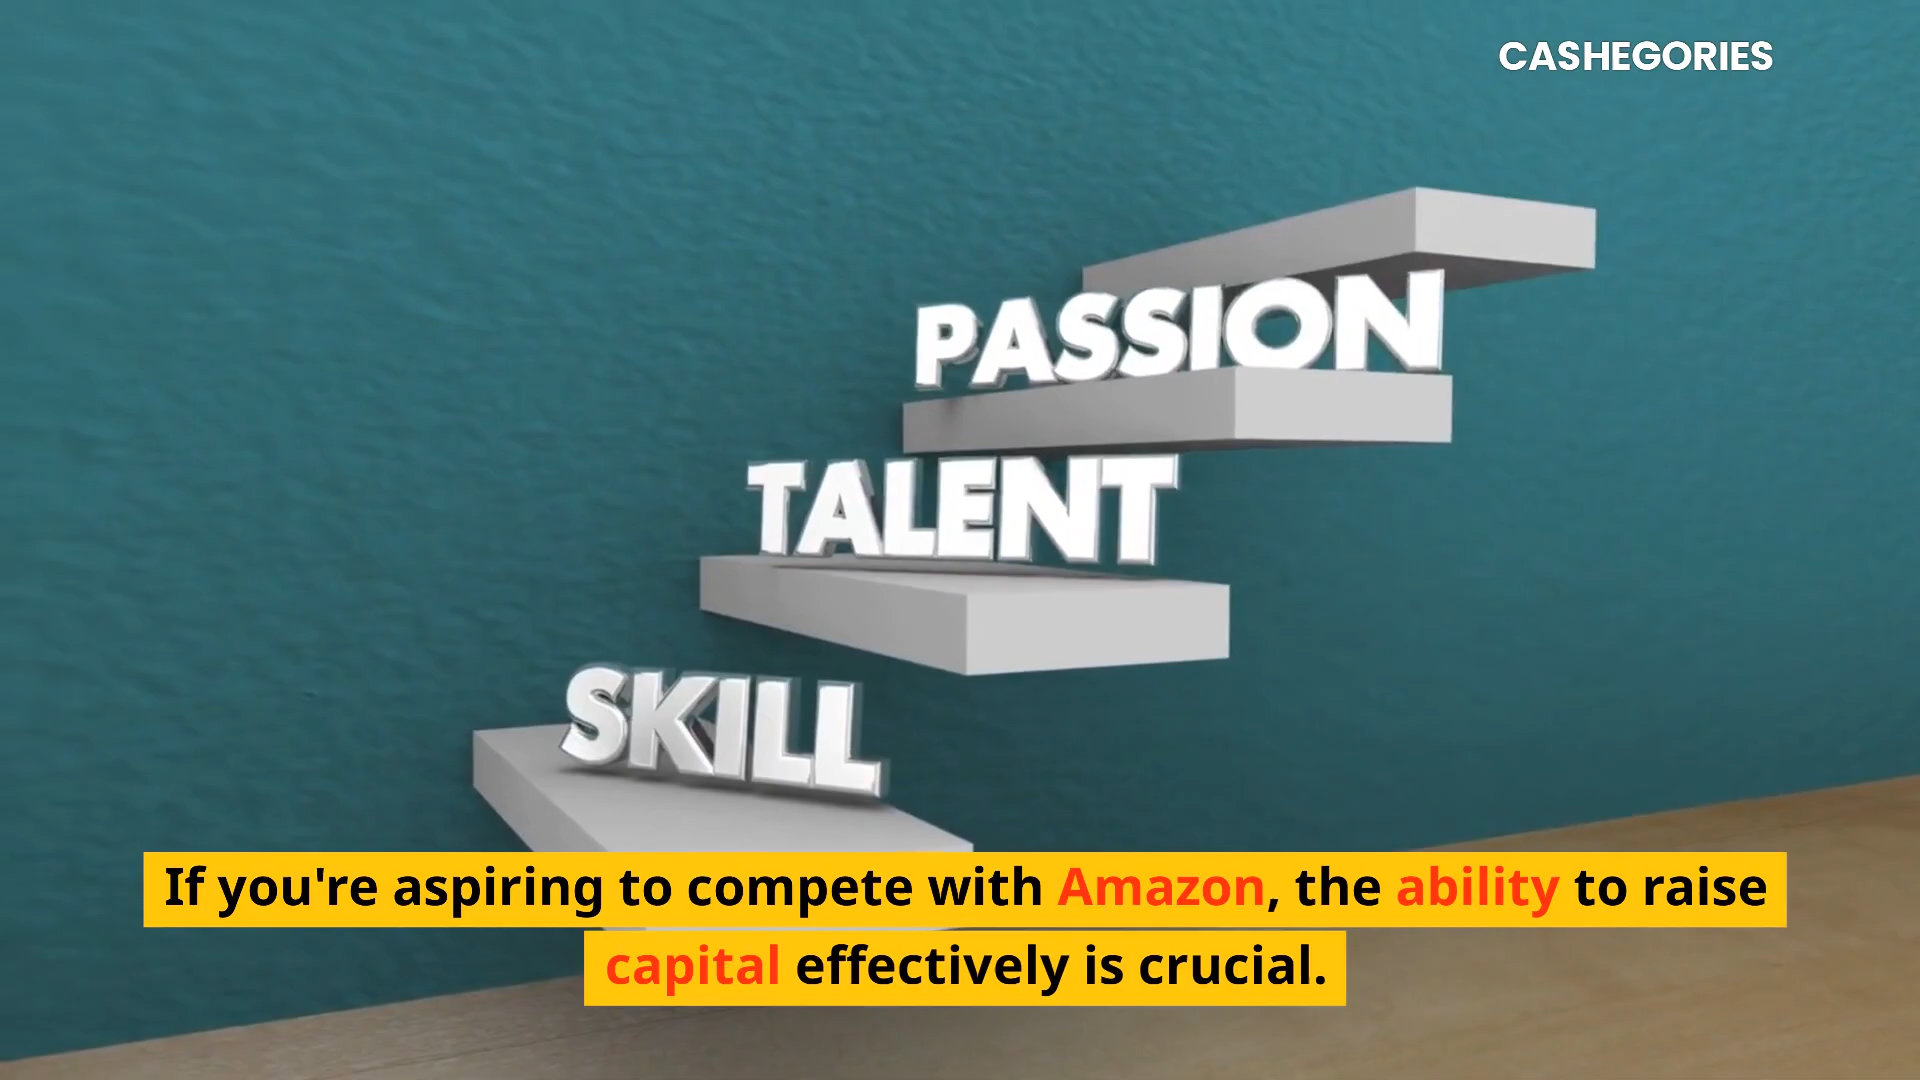 CASHEGORIES
PASSION
TALENT
SKILL
If you're aspiring to compete with Amazon, the ability to raise
capital effectively is crucial.